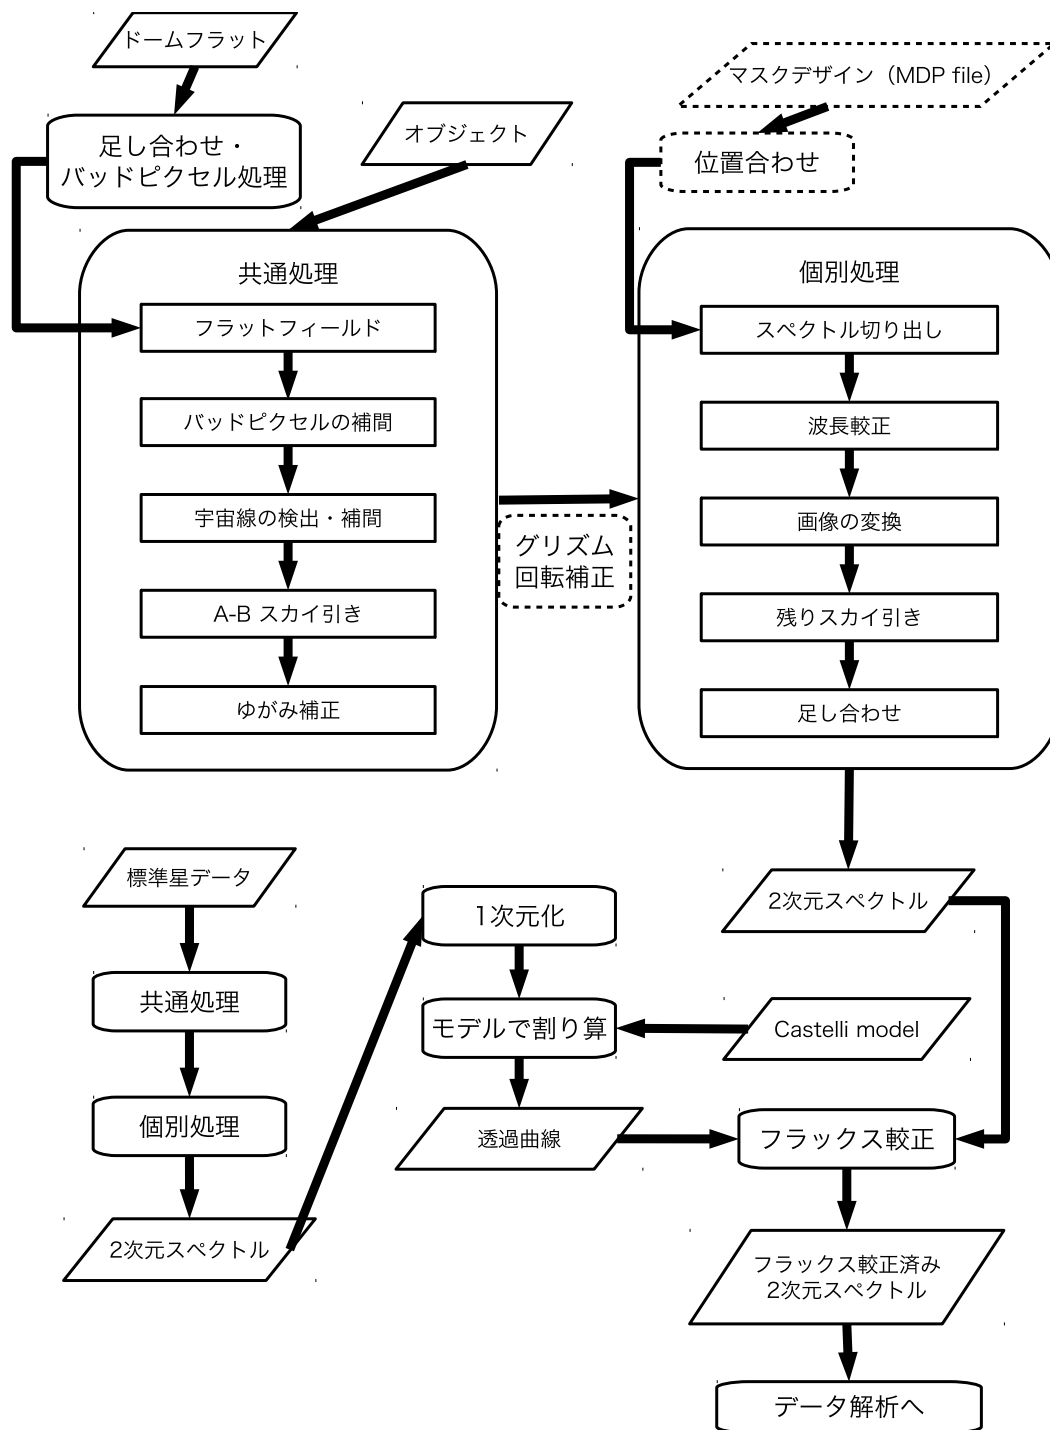 ドームフラット
足し合わせ・
バッドピクセル処理
オブジェクト
共通処理
フラットフィールド
バッドピクセルの補間
宇宙線の検出・補間
A-B スカイ引き
ゆがみ補正
グリズム
回転補正
マスクデザイン（MDP file）
位置合わせ
個別処理
スペクトル切り出し
波長較正
画像の変換
残りスカイ引き
足し合わせ
2次元スペクトル
標準星データ
共通処理
個別処理
2次元スペクトル
1次元化
モデルで割り算
Castelli model
透過曲線
フラックス較正
フラックス較正済み
2次元スペクトル
データ解析へ